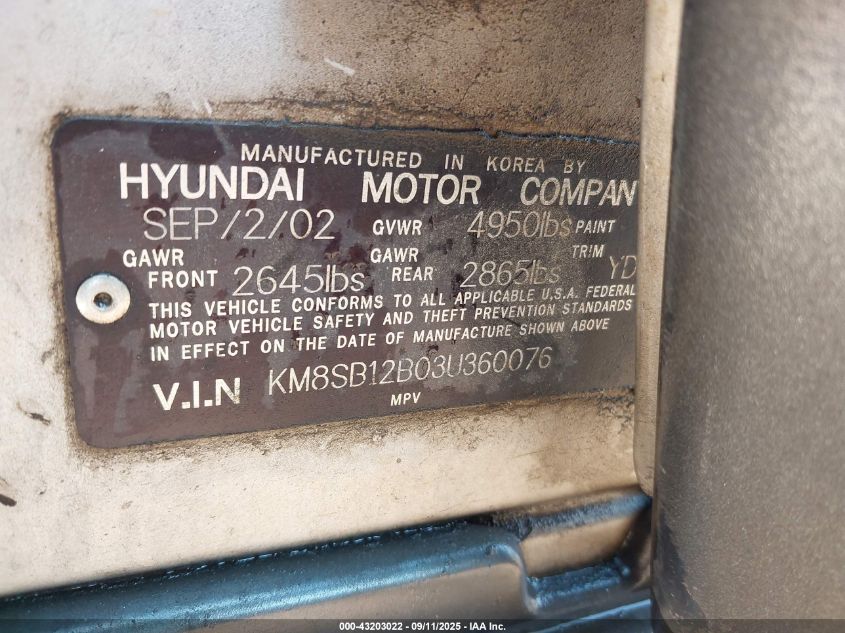 MANUFACTURED IN KOREA BY
HYUNDAI MOTOR COMPAN
SEP/2/02 GVWR 4950lbs PAINT
GAWR FRONT 2645lbs GAWR REAR 2865lbs TRIM YD
THIS VEHICLE CONFORMS TO ALL APPLICABLE U.S.A. FEDERAL
MOTOR VEHICLE SAFETY AND THEFT PREVENTION STANDARDS
IN EFFECT ON THE DATE OF MANUFACTURE SHOWN ABOVE
V.I.N KM8SB12B03U360076
MPV
000-43203022 - 09/11/2025 - IAA Inc.